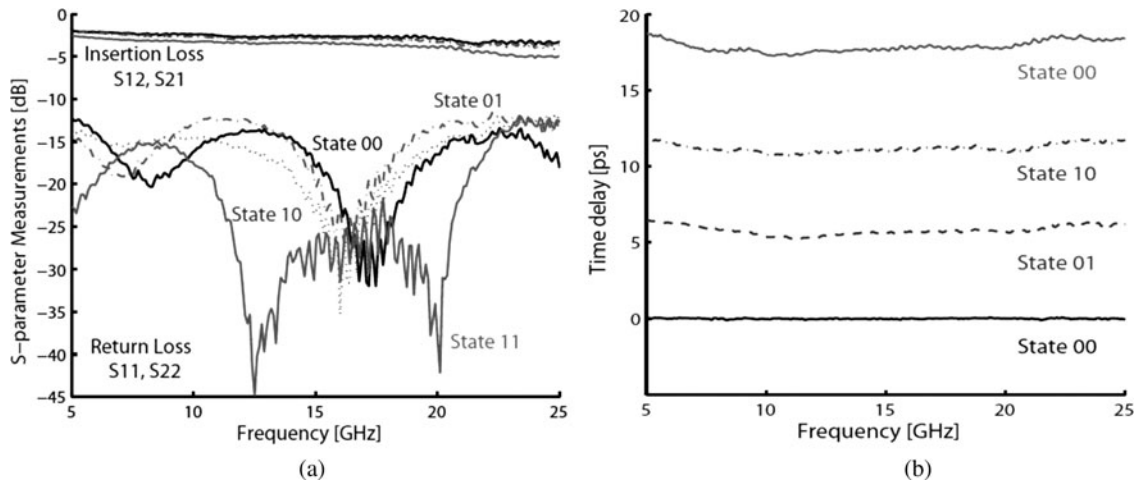 0
−5
−10
−15
−20
−25
−30
−35
−40
−45
S-parameter Measurements [dB]
Insertion Loss
S12, S21
State 01
State 00
State 10
State 11
Return Loss
S11, S22
5
10
15
20
25
Frequency [GHz]
(a)
20
15
10
5
0
Time delay [ps]
State 00
State 10
State 01
State 00
5
10
15
20
25
Frequency [GHz]
(b)